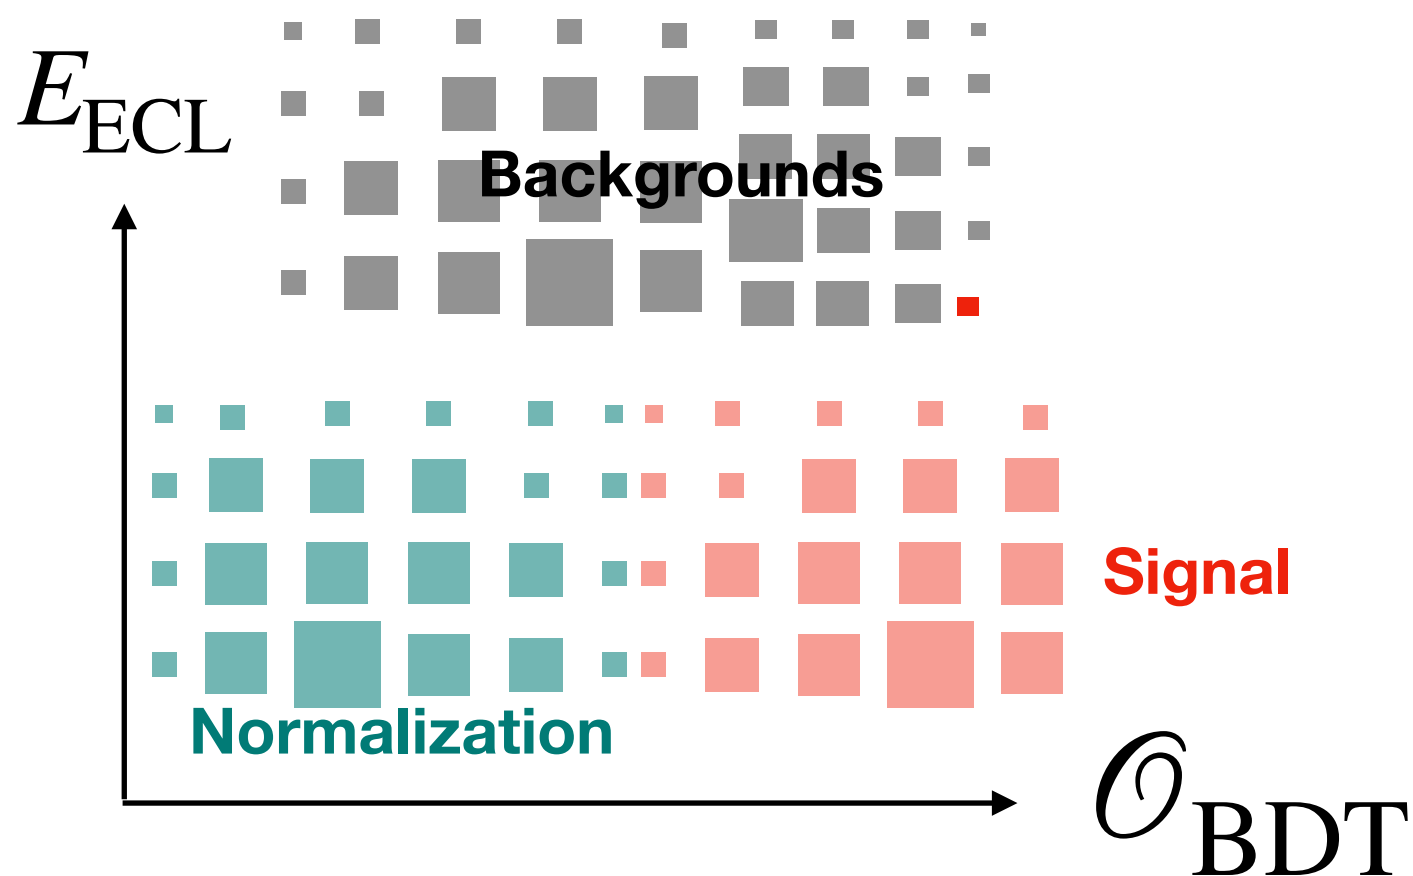 E_ECL
Backgrounds
Signal
Normalization
𝒪_BDT